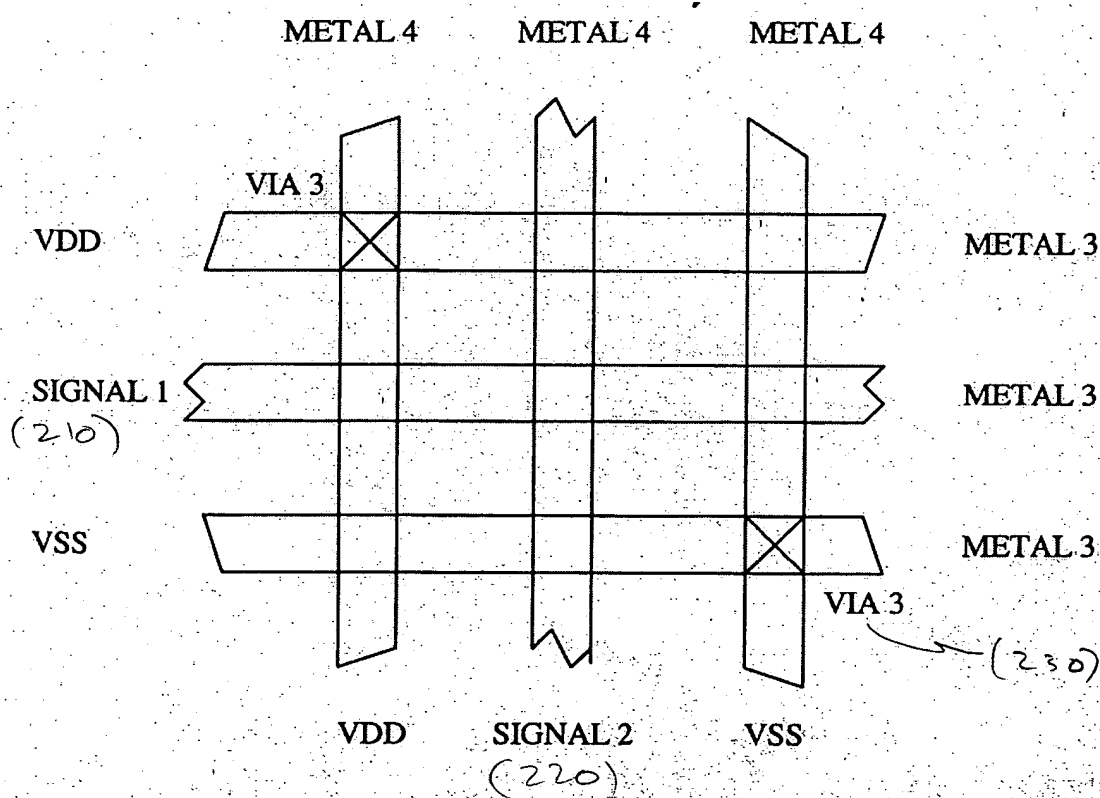 METAL 4 METAL 4 METAL 4
VIA 3
VDD METAL 3
SIGNAL 1 METAL 3
(210)
VSS METAL 3
VIA 3
(230)
VDD SIGNAL 2 VSS
(220)